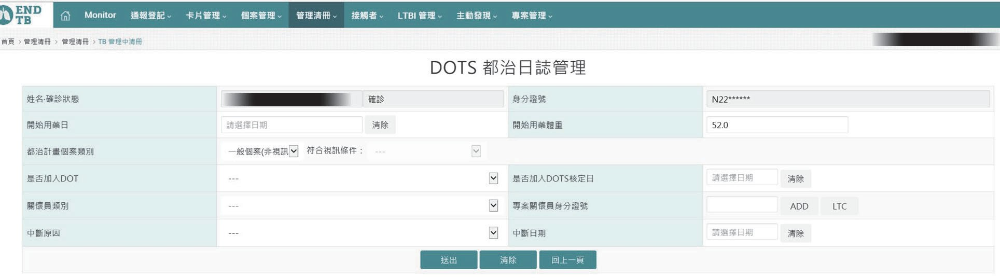 END
TB
Monitor 通報登記 卡片管理 個案管理 管理清冊 接觸者 LTBI 管理 主動發現 專案管理
首頁 > 管理清冊 > 管理清冊 > TB 管理中清冊
DOTS 都治日誌管理
姓名·確診狀態 確診 身分證號 N22******
開始用藥日 請選擇日期 清除 開始用藥體重 52.0
都治計畫個案類別 一般個案(非視訊 符合視訊條件： ---
是否加入DOT --- 是否加入DOTS核定日 請選擇日期 清除
關懷員類別 --- 專案關懷員身分證號 ADD LTC
中斷原因 --- 中斷日期 請選擇日期 清除
送出 清除 回上一頁